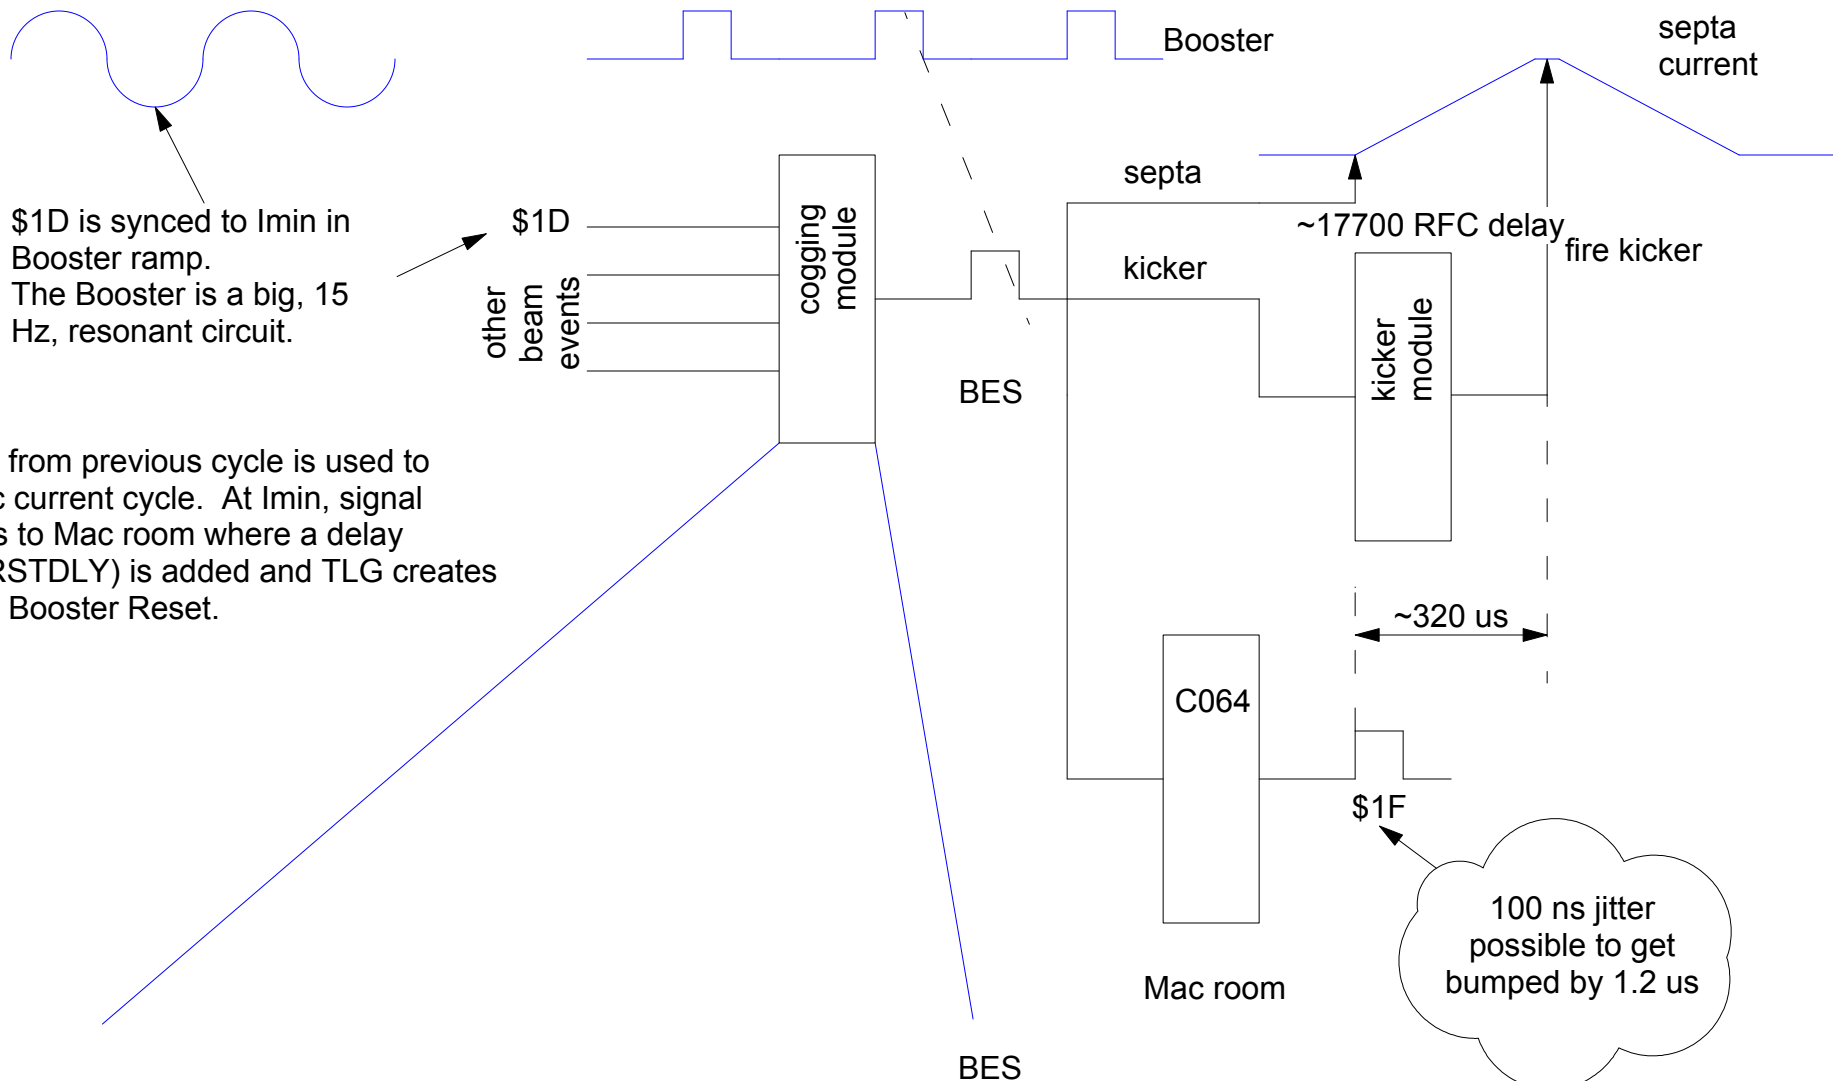 Booster
septa
current
$1D is synced to Imin in
Booster ramp.
The Booster is a big, 15
Hz, resonant circuit.
$1D
other
beam
events
cogging
module
septa
~17700 RFC delay
kicker
fire kicker
kicker
module
BES
from previous cycle is used to
current cycle. At Imin, signal
to Mac room where a delay
RSTDLY) is added and TLG creates
Booster Reset.
~320 us
C064
$1F
100 ns jitter
possible to get
bumped by 1.2 us
Mac room
BES